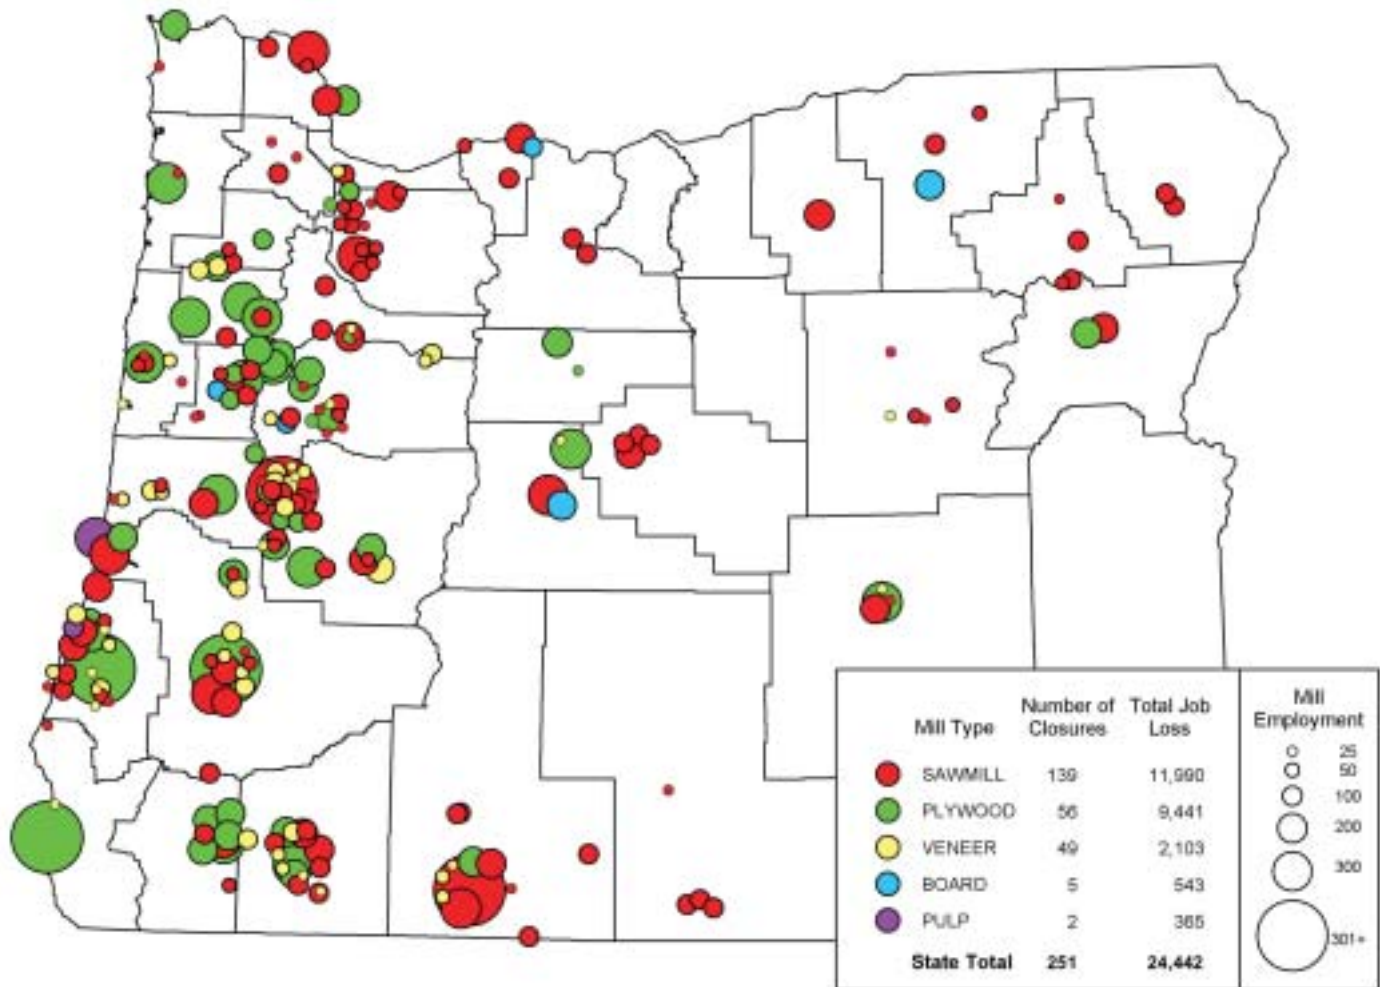 Mill Type Number of Closures Total Job Loss
SAWMILL 139 11,990
PLYWOOD 56 9,441
VENEER 49 2,103
BOARD 5 543
PULP 2 365
State Total 251 24,442
Mill
Employment
25
50
100
200
300
301+